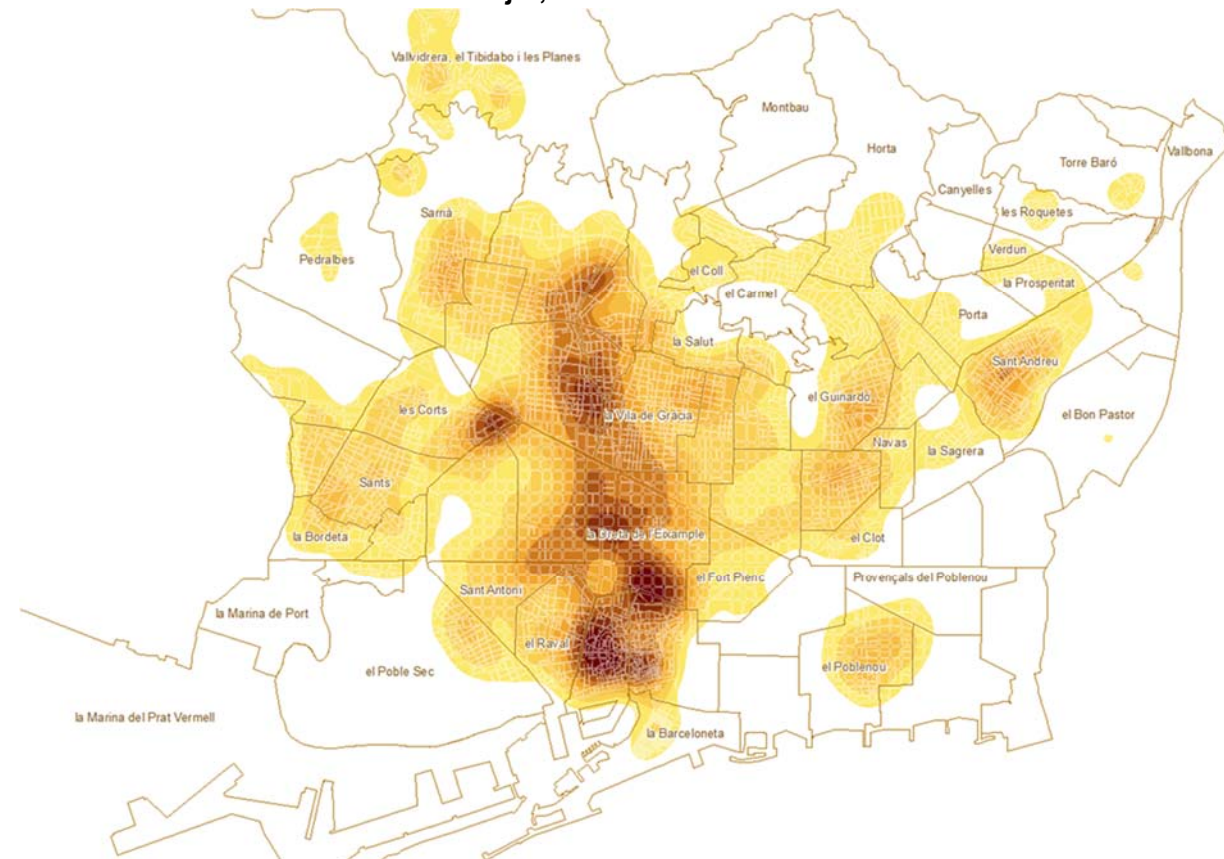 Vallvidrera, el Tibidabo i les Planes
Montbau
Horta
Vallbona
Torre Baró
Canyelles
les Roquetes
Sarrià
Verdun
Pedralbes
el Coll
la Prosperitat
el Carmel
Porta
la Salut
Sant Andreu
el Guinardó
les Corts
la Vila de Gràcia
el Bon Pastor
Navas
la Sagrera
Sants
la Dreta de l'Eixample
la Bordeta
el Clot
el Fort Pienc
Provençals del Poblenou
Sant Antoni
la Marina de Port
el Raval
el Poble Sec
el Poblenou
la Marina del Prat Vermell
la Barceloneta